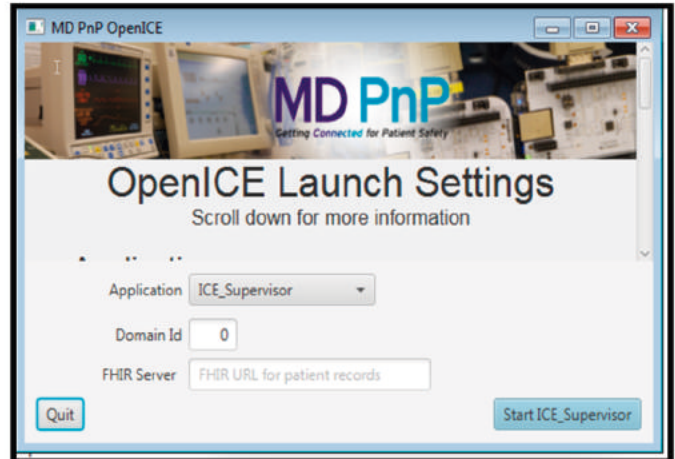 MD PnP OpenICE
MD PnP
Getting Connected for Patient Safety
OpenICE Launch Settings
Scroll down for more information
Application ICE_Supervisor
Domain Id 0
FHIR Server FHIR URL for patient records
Quit Start ICE_Supervisor